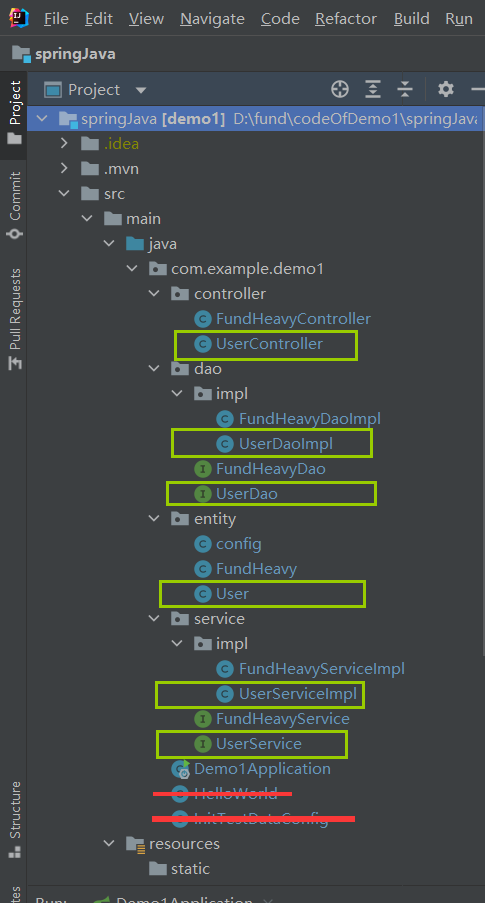 File Edit View Navigate Code Refactor Build Run
springJava
Project
Project
springJava [demo1] D:\fund\codeOfDemo1\springJava
.idea
.mvn
Commit
src
main
java
Pull Requests
com.example.demo1
controller
FundHeavyController
UserController
dao
impl
FundHeavyDaoImpl
UserDaoImpl
FundHeavyDao
UserDao
entity
config
FundHeavy
User
service
impl
FundHeavyServiceImpl
UserServiceImpl
FundHeavyService
UserService
Demo1Application
HelloWorld
InitTestDataConfig
Structure
resources
static
Run: Demo1Application